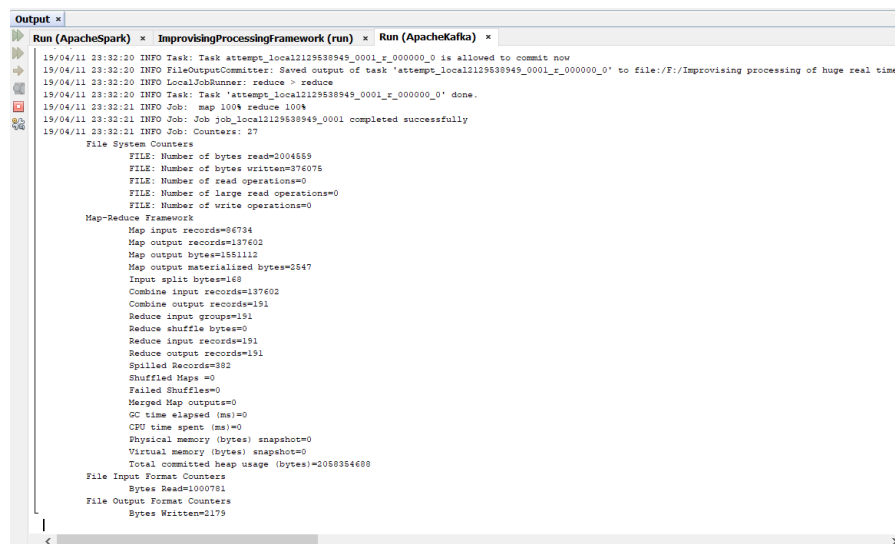 Output ×
Run (ApacheSpark) × ImprovisingProcessingFramework (run) × Run (ApacheKafka) ×
19/04/11 23:32:20 INFO Task: Task attempt_local2129538949_0001_r_000000_0 is allowed to commit now
19/04/11 23:32:20 INFO FileOutputCommitter: Saved output of task 'attempt_local2129538949_0001_r_000000_0' to file:/F:/Improvising processing of huge real time
19/04/11 23:32:20 INFO LocalJobRunner: reduce > reduce
19/04/11 23:32:20 INFO Task: Task 'attempt_local2129538949_0001_r_000000_0' done.
19/04/11 23:32:21 INFO Job:  map 100% reduce 100%
19/04/11 23:32:21 INFO Job: Job job_local2129538949_0001 completed successfully
19/04/11 23:32:21 INFO Job: Counters: 27
File System Counters
FILE: Number of bytes read=2004559
FILE: Number of bytes written=376075
FILE: Number of read operations=0
FILE: Number of large read operations=0
FILE: Number of write operations=0
Map-Reduce Framework
Map input records=86734
Map output records=137602
Map output bytes=1551112
Map output materialized bytes=2547
Input split bytes=168
Combine input records=137602
Combine output records=191
Reduce input groups=191
Reduce shuffle bytes=0
Reduce input records=191
Reduce output records=191
Spilled Records=382
Shuffled Maps =0
Failed Shuffles=0
Merged Map outputs=0
GC time elapsed (ms)=0
CPU time spent (ms)=0
Physical memory (bytes) snapshot=0
Virtual memory (bytes) snapshot=0
Total committed heap usage (bytes)=2058354688
File Input Format Counters
Bytes Read=1000781
File Output Format Counters
Bytes Written=2179